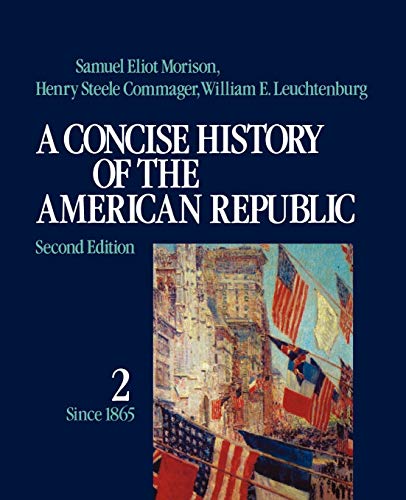 Samuel Eliot Morison,
Henry Steele Commager, William E. Leuchtenburg
A CONCISE HISTORY
OF THE
AMERICAN REPUBLIC
Second Edition
2
Since 1865